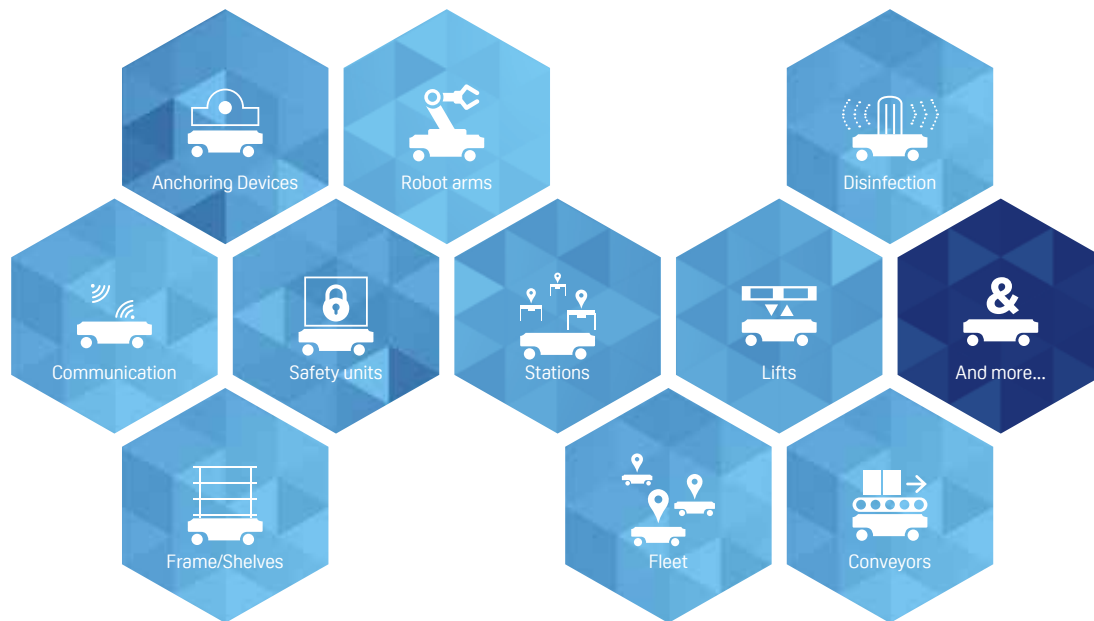 Anchoring Devices
Robot arms
Disinfection
Communication
Safety units
Stations
Lifts
&
And more...
Frame/Shelves
Fleet
Conveyors